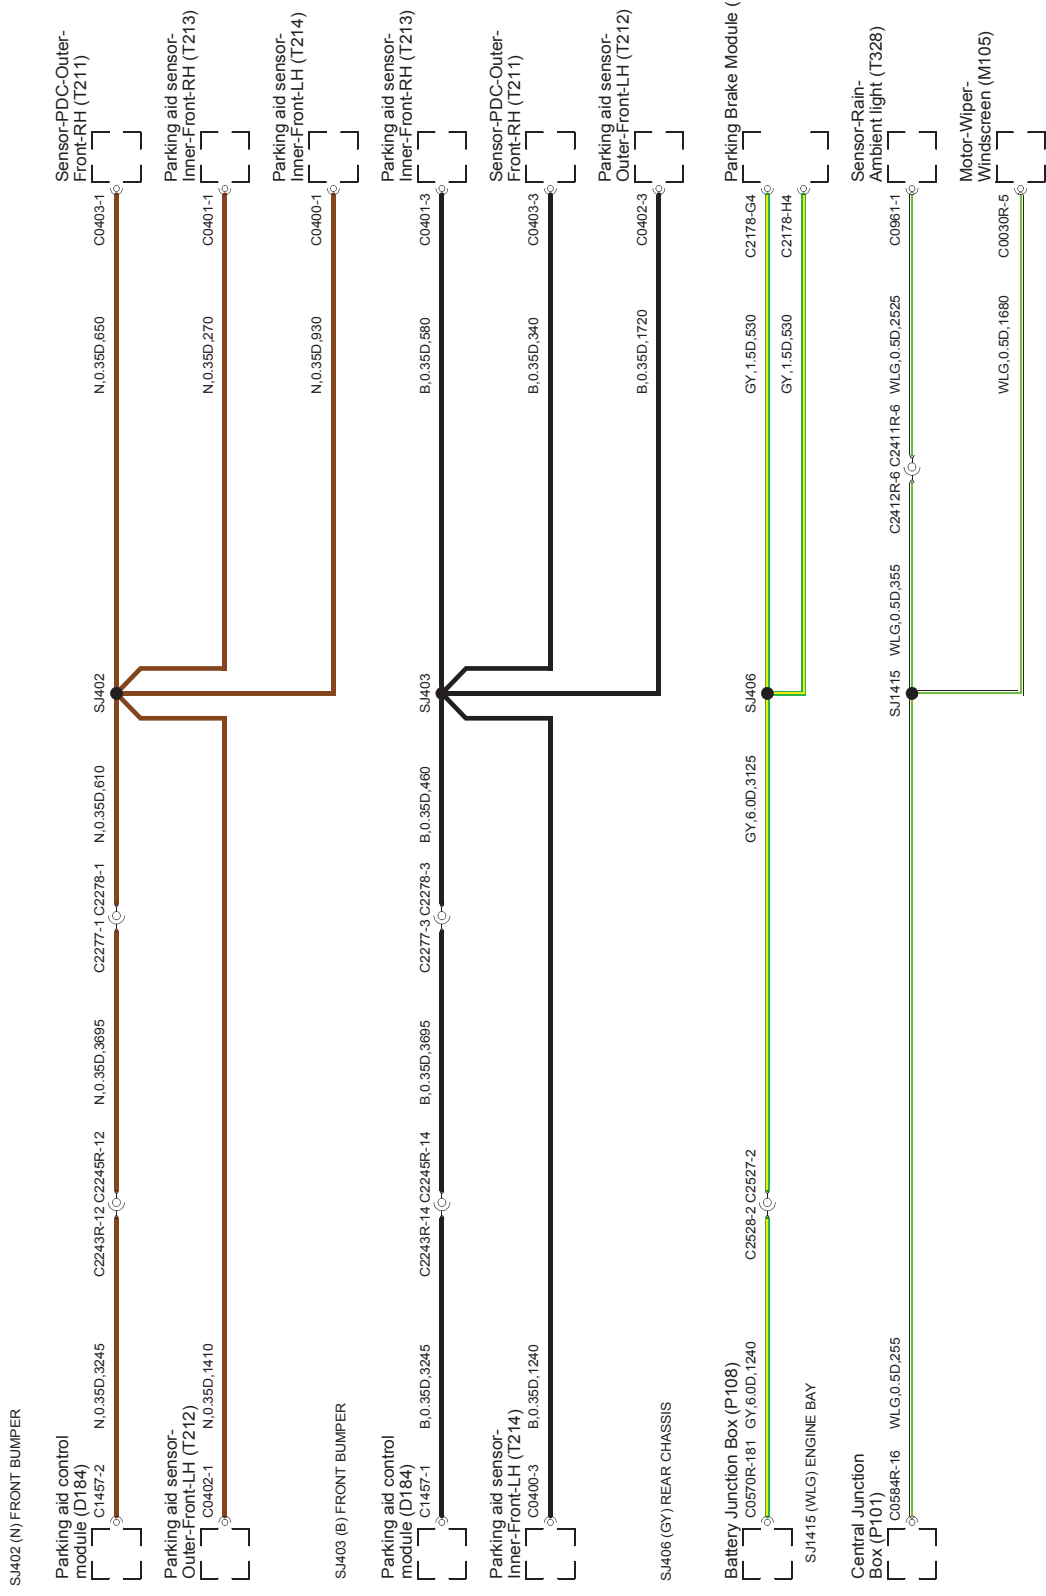 SJ402 (N) FRONT BUMPER
Parking aid control
module (D184)
C1457-2
N,0.35D,3245
C2243R-12
C2245R-12
N,0.35D,3695
C2277-1
C2278-1
N,0.35D,610
SJ402
N,0.35D,650
C0403-1
Sensor-PDC-Outer-
Front-RH (T211)
Parking aid sensor-
Outer-Front-LH (T212)
C0402-1
N,0.35D,1410
N,0.35D,270
C0401-1
Parking aid sensor-
Inner-Front-RH (T213)
N,0.35D,930
C0400-1
Parking aid sensor-
Inner-Front-LH (T214)
SJ403 (B) FRONT BUMPER
Parking aid control
module (D184)
C1457-1
B,0.35D,3245
C2243R-14
C2245R-14
B,0.35D,3695
C2277-3
C2278-3
B,0.35D,460
SJ403
B,0.35D,580
C0401-3
Parking aid sensor-
Inner-Front-RH (T213)
Parking aid sensor-
Inner-Front-LH (T214)
C0400-3
B,0.35D,1240
B,0.35D,340
C0403-3
Sensor-PDC-Outer-
Front-RH (T211)
B,0.35D,1720
C0402-3
Parking aid sensor-
Outer-Front-LH (T212)
SJ406 (GY) REAR CHASSIS
Battery Junction Box (P108)
C0570R-181
GY,6.0D,1240
C2528-2
C2527-2
GY,6.0D,3125
SJ406
GY,1.5D,530
C2178-G4
Parking Brake Module (
GY,1.5D,530
C2178-H4
SJ1415 (WLG) ENGINE BAY
Central Junction
Box (P101)
C0584R-16
WLG,0.5D,255
SJ1415
WLG,0.5D,355
C2412R-6
C2411R-6
WLG,0.5D,2525
C0961-1
Sensor-Rain-
Ambient light (T328)
WLG,0.5D,1680
C0030R-5
Motor-Wiper-
Windscreen (M105)